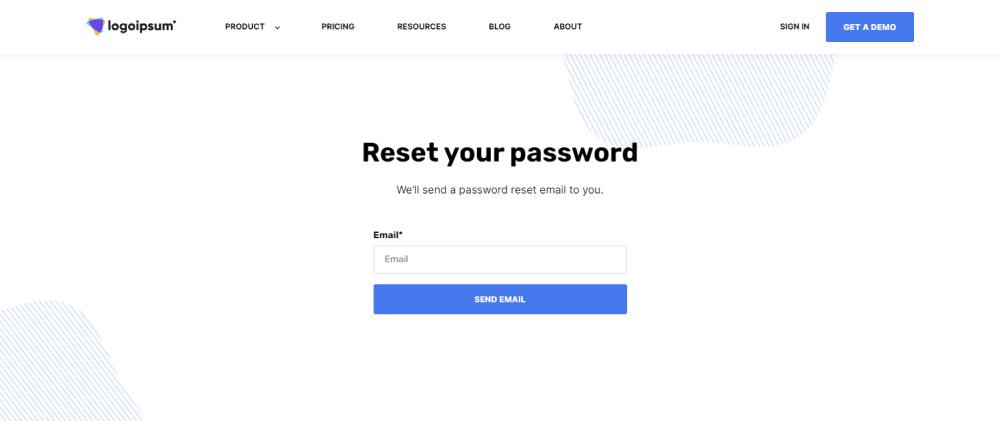 logoipsum
PRODUCT
PRICING
RESOURCES
BLOG
ABOUT
SIGN IN
GET A DEMO
Reset your password
We'll send a password reset email to you.
Email*
Email
SEND EMAIL